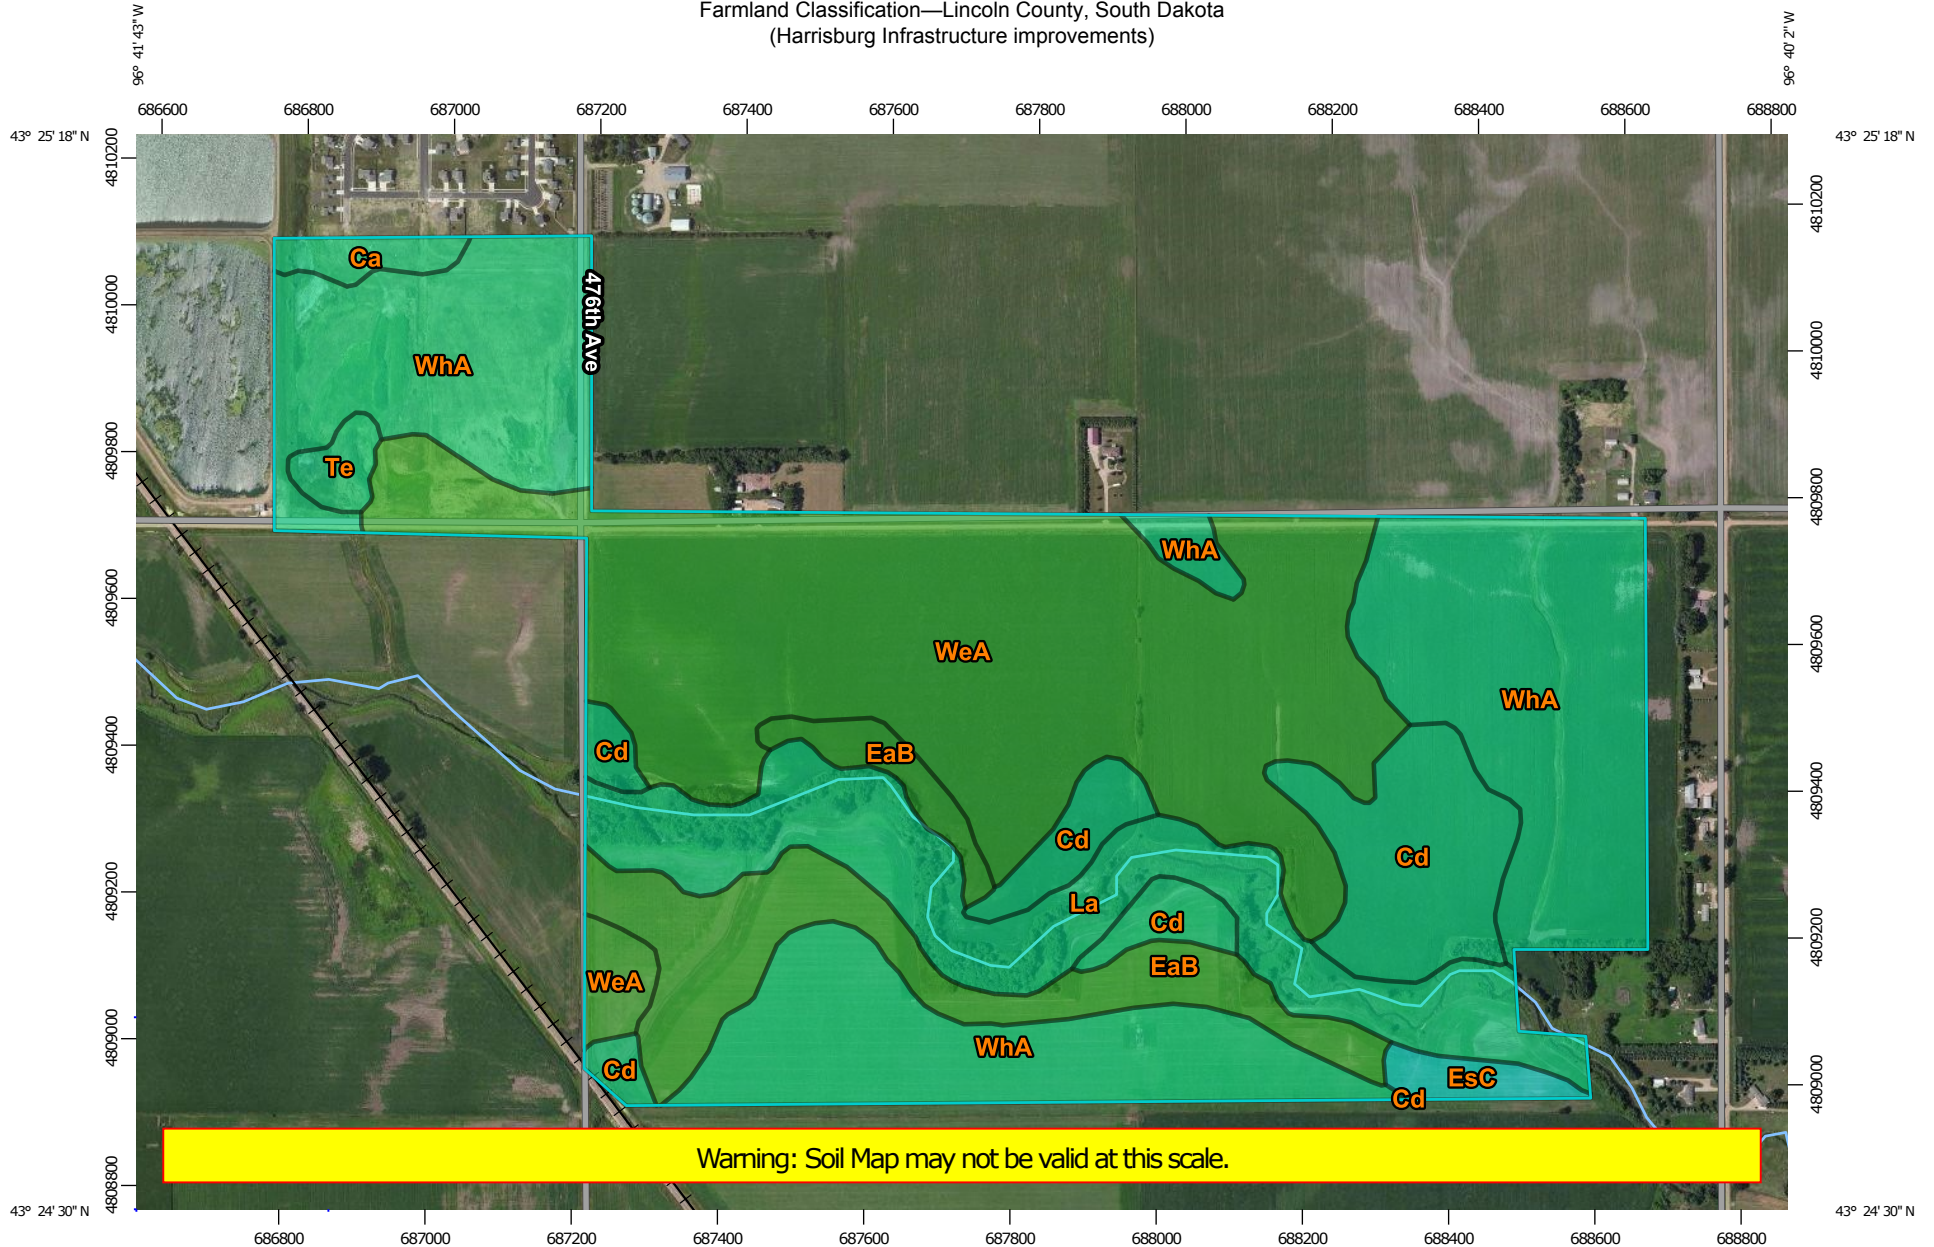 Farmland Classification—Lincoln County, South Dakota
(Harrisburg Infrastructure improvements)
96° 41' 43" W
96° 40' 2" W
686600 686800 687000 687200 687400 687600 687800 688000 688200 688400 688600 688800
43° 25' 18" N
43° 25' 18" N
4810200
4810200
Ca
476th Ave
4810000
4810000
WhA
4809800
4809800
Te
WhA
4809600
4809600
WeA
WhA
4809400
4809400
Cd
EaB
Cd
Cd
4809200
4809200
La
Cd
EaB
WeA
4809000
4809000
WhA
Cd
EsC
Cd
Warning: Soil Map may not be valid at this scale.
4808800
43° 24' 30" N
43° 24' 30" N
686800 687000 687200 687400 687600 687800 688000 688200 688400 688600 688800